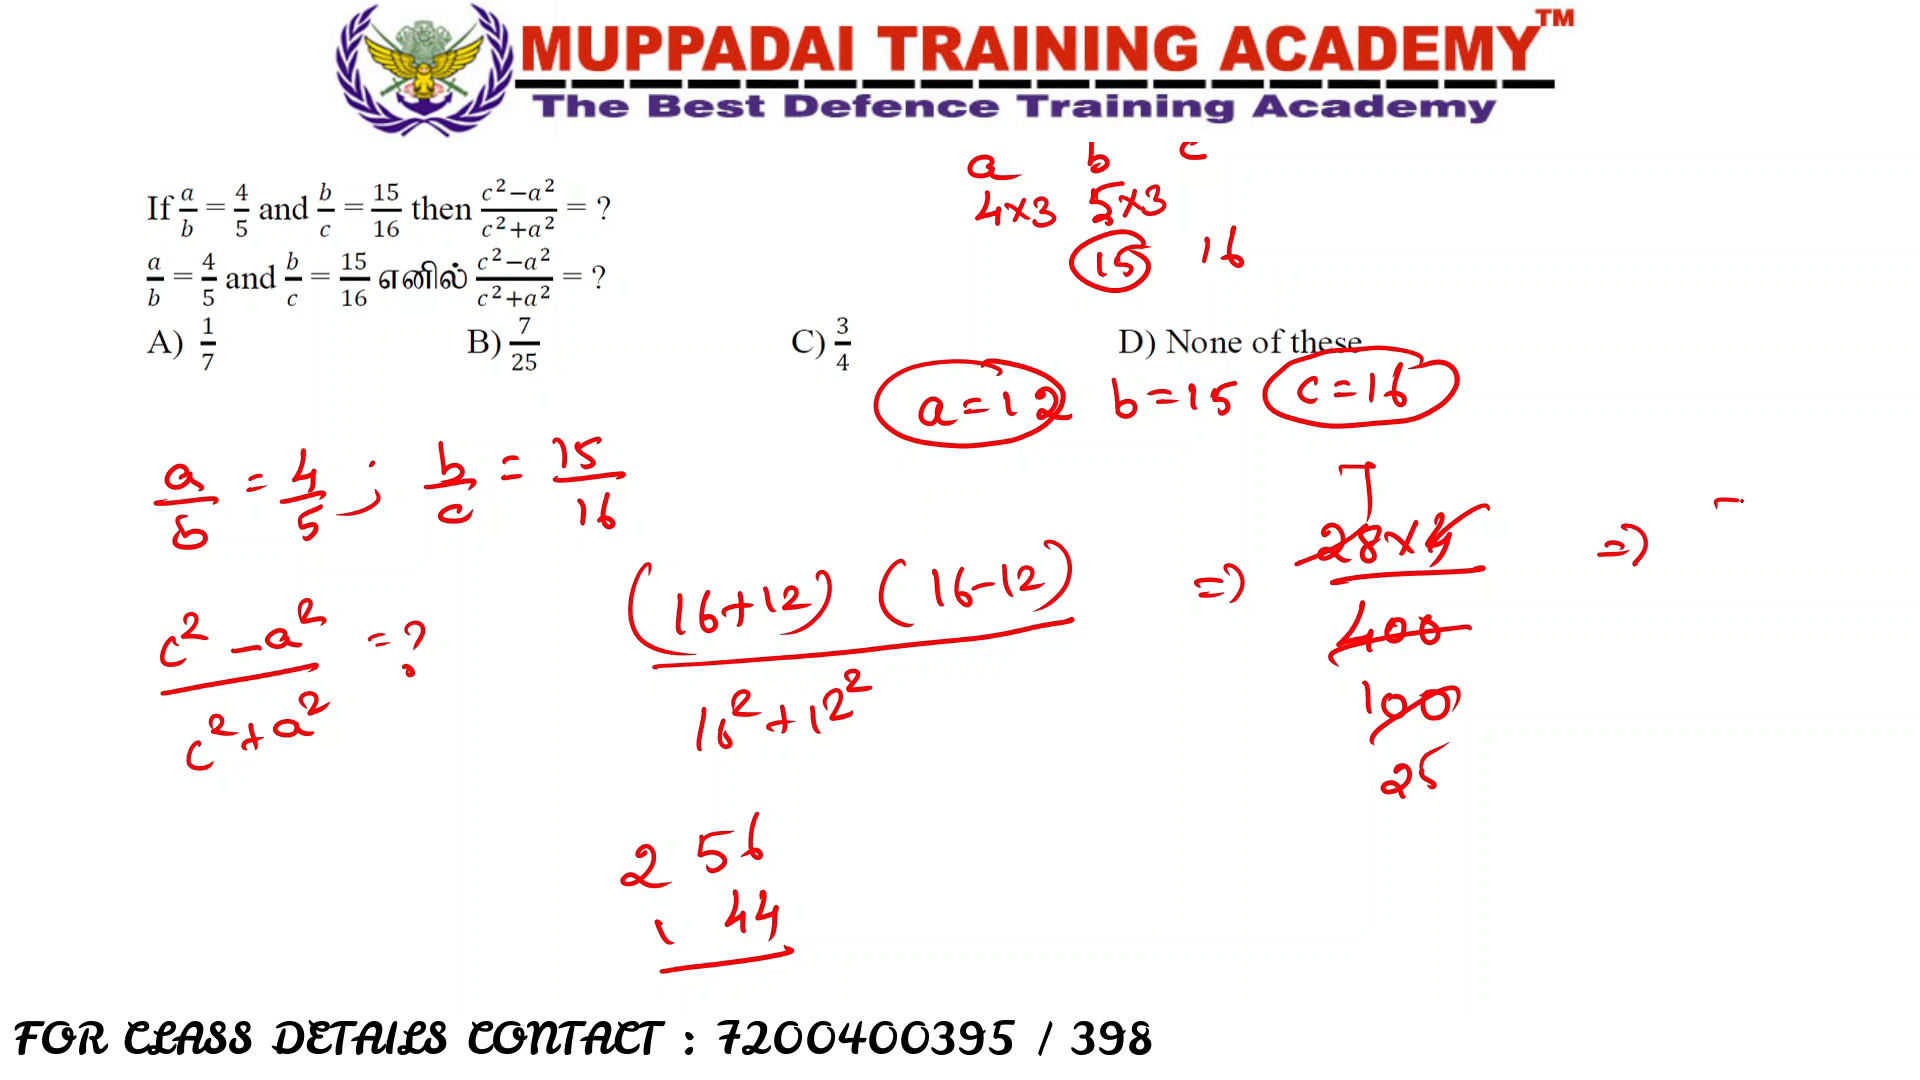 MUPPADAI TRAINING ACADEMY™
The Best Defence Training Academy
a b c
4×3 5×3
15 16
If a/b = 4/5 and b/c = 15/16 then (c²−a²)/(c²+a²) = ?
a/b = 4/5 and b/c = 15/16 எனில் (c²−a²)/(c²+a²) = ?
A) 1/7 B) 7/25 C) 3/4 D) None of these
a=12 b=15 c=16
a/b = 4/5 ; b/c = 15/16
(c²−a²)/(c²+a²) = ?
(16+12) (16−12)
16²+12²
⇒ 7
28×4
400
100
25
⇒
256
144
FOR CLASS DETAILS CONTACT : 7200400395 / 398